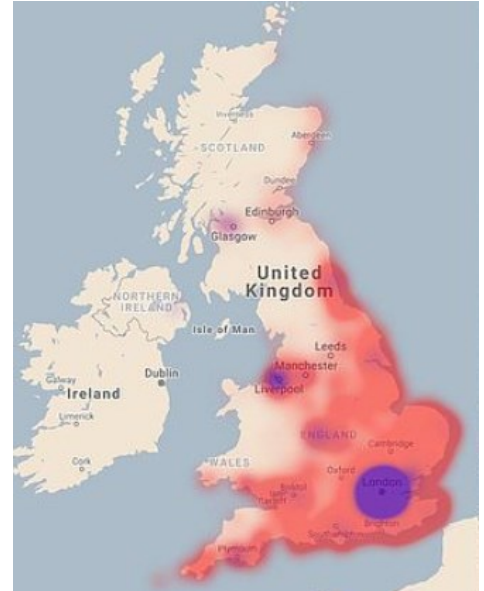 Inverness
Aberdeen
SCOTLAND
Dundee
Edinburgh
Glasgow
United
Kingdom
NORTHERN
IRELAND
Isle of Man
Leeds
Dublin
Manchester
Galway
Ireland
Liverpool
Limerick
ENGLAND
Cambridge
Cork
WALES
Oxford
London
Bristol
Cardiff
Brighton
Southampton
Plymouth